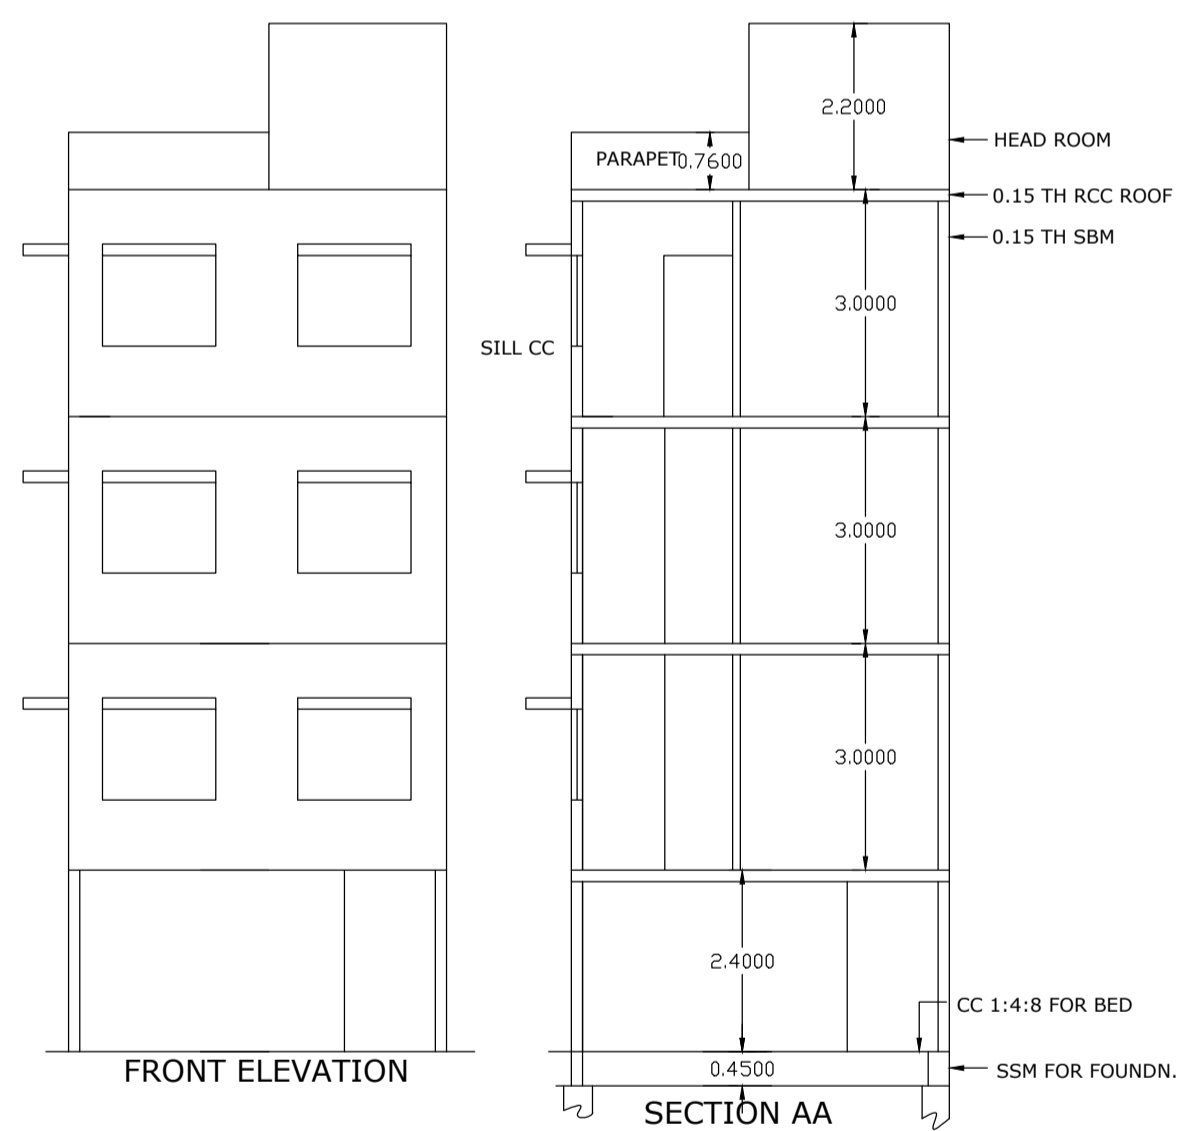 2.2000
HEAD ROOM
PARAPET 0.7600
0.15 TH RCC ROOF
0.15 TH SBM
3.0000
SILL CC
3.0000
3.0000
2.4000
CC 1:4:8 FOR BED
0.4500
SSM FOR FOUNDN.
FRONT ELEVATION
SECTION AA